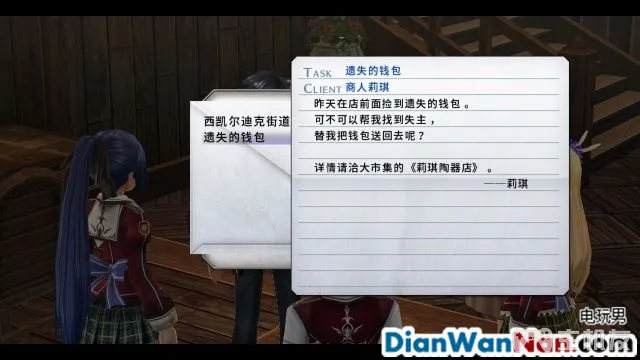 西凯尔迪克街道
遗失的钱包
TASK 遗失的钱包
CLIENT 商人莉琪
昨天在店前面捡到遗失的钱包。
可不可以帮我找到失主，
替我把钱包送回去呢？
详情请洽大市集的《莉琪陶器店》。
——莉琪
电玩男
DianWanNan.com